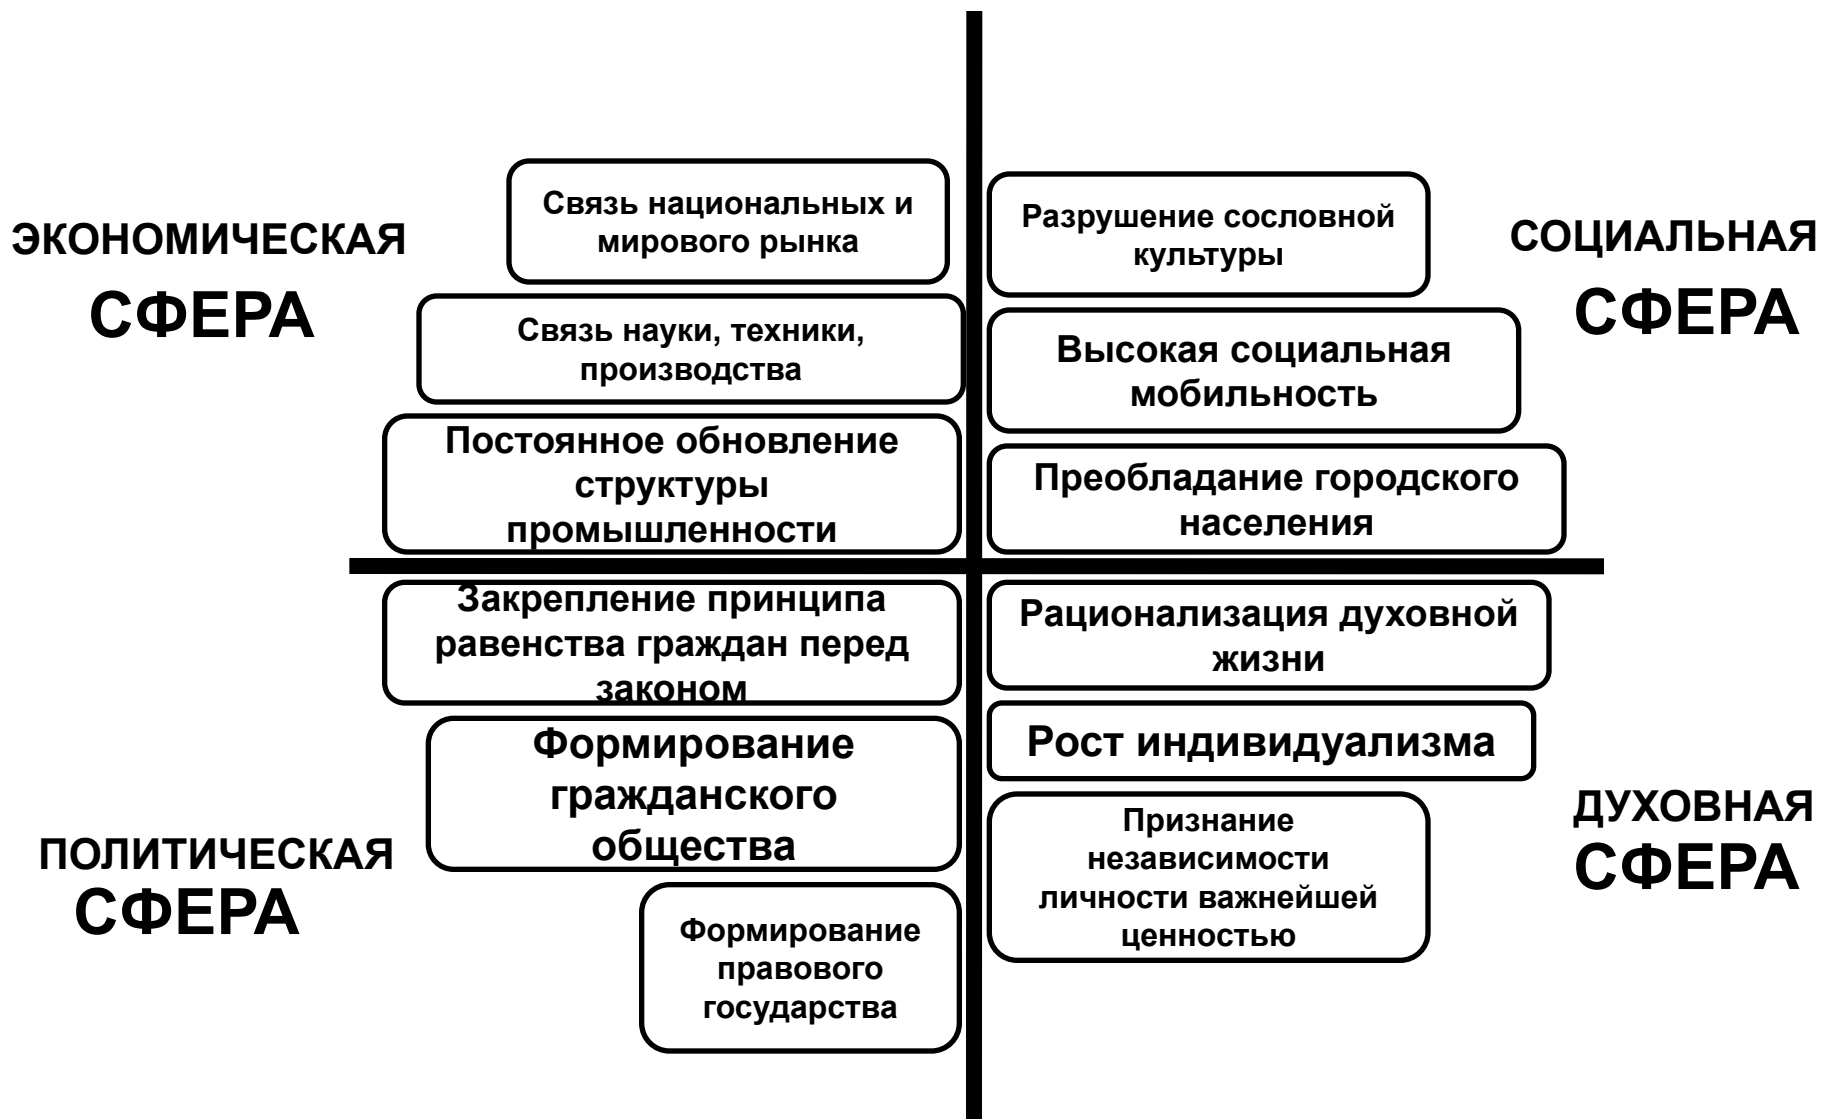 ЭКОНОМИЧЕСКАЯ
СФЕРА
Связь национальных и
мирового рынка
Связь науки, техники,
производства
Постоянное обновление
структуры
промышленности
Разрушение сословной
культуры
Высокая социальная
мобильность
Преобладание городского
населения
СОЦИАЛЬНАЯ
СФЕРА
Закрепление принципа
равенства граждан перед
законом
Формирование
гражданского
общества
Формирование
правового
государства
ПОЛИТИЧЕСКАЯ
СФЕРА
Рационализация духовной
жизни
Рост индивидуализма
Признание
независимости
личности важнейшей
ценностью
ДУХОВНАЯ
СФЕРА